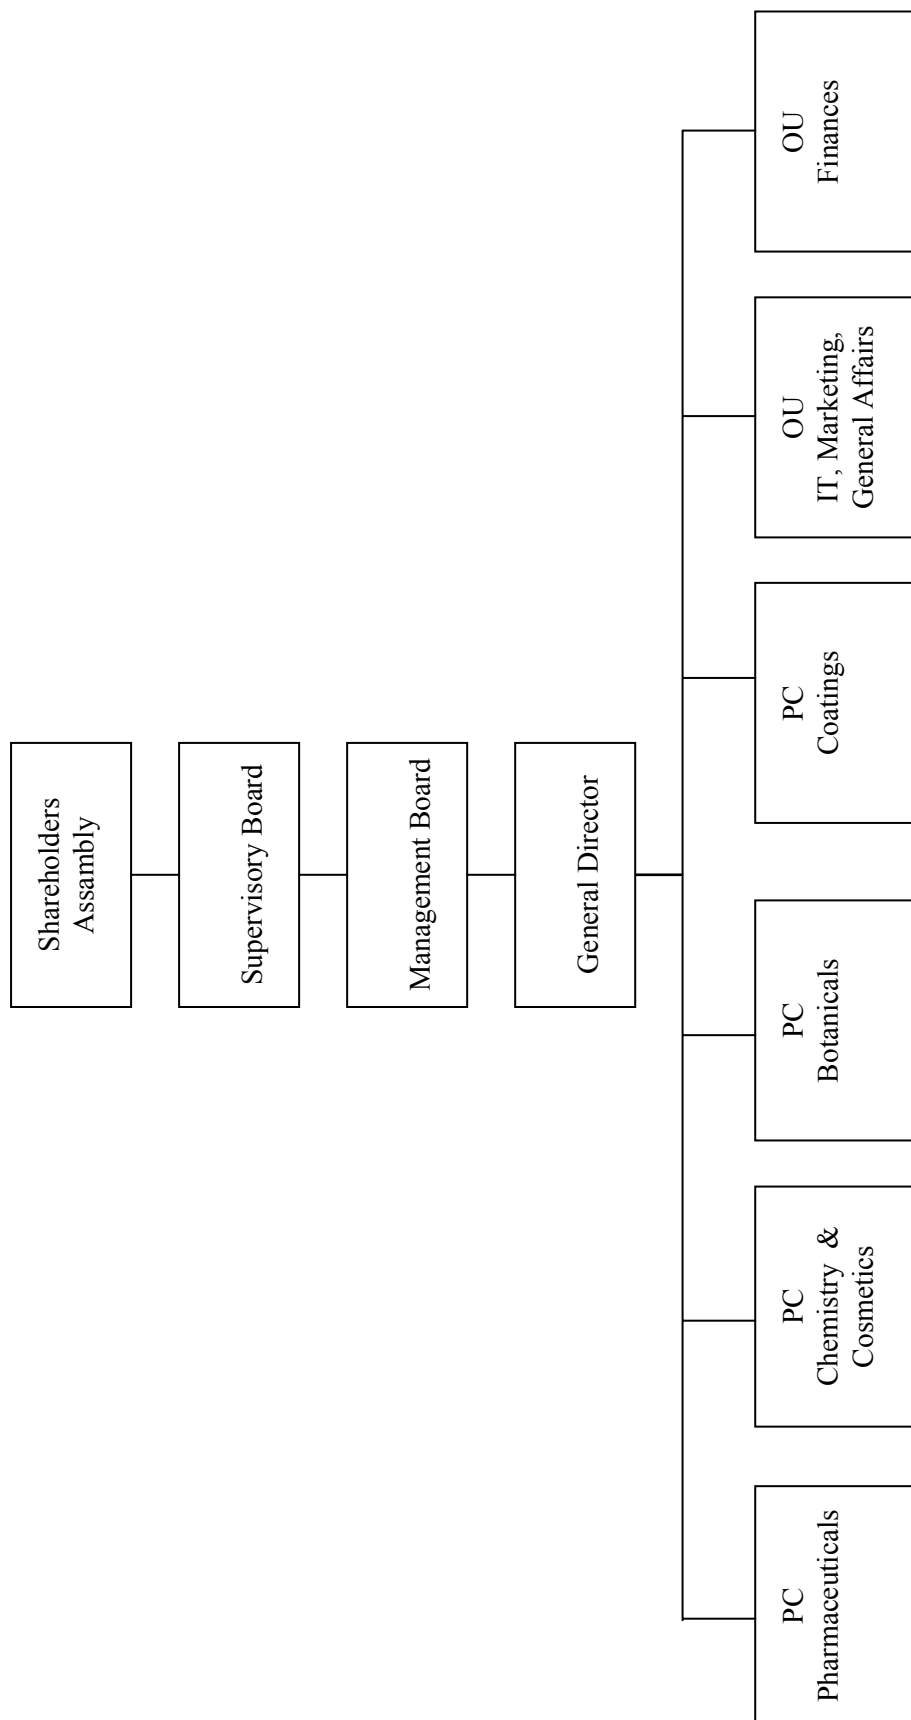 Shareholders
Assambly
Supervisory Board
Management Board
General Director
PC
Pharmaceuticals
PC
Chemistry &
Cosmetics
PC
Botanicals
PC
Coatings
OU
IT, Marketing,
General Affairs
OU
Finances